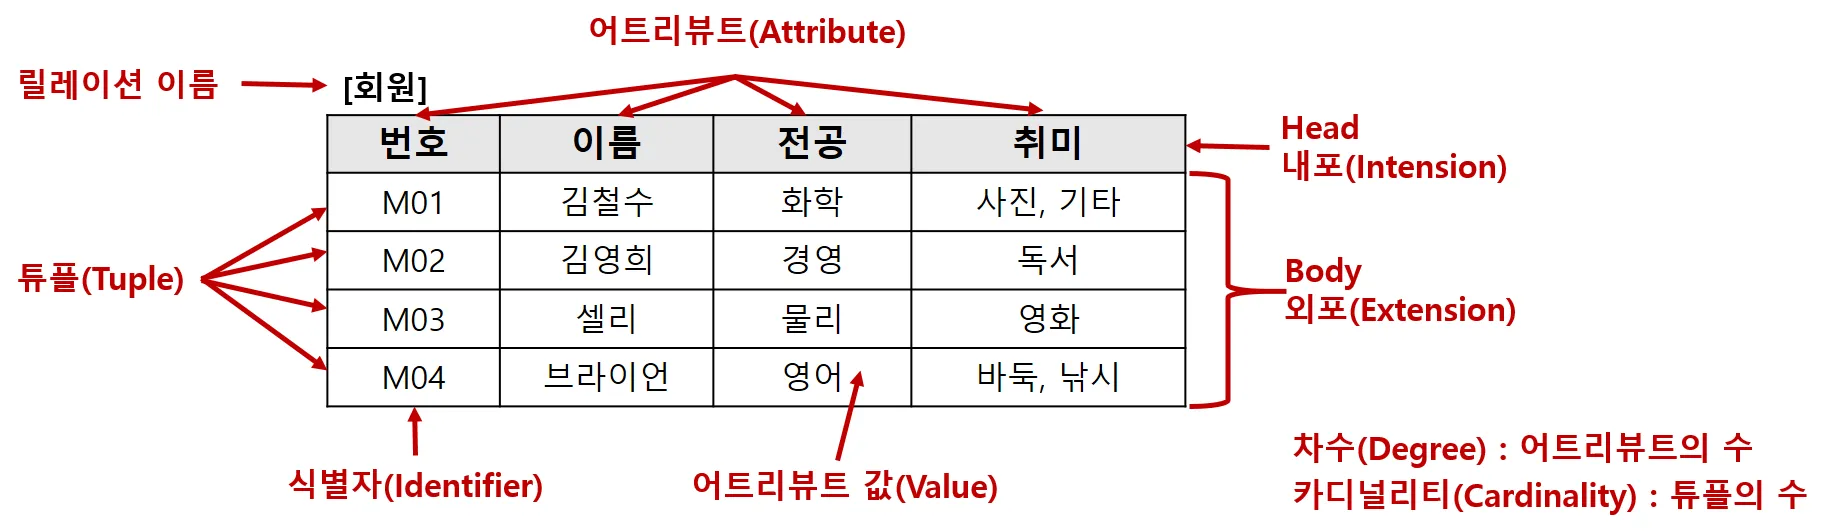 어트리뷰트(Attribute)
릴레이션 이름
[회원]
번호 이름 전공 취미
M01 김철수 화학 사진, 기타
M02 김영희 경영 독서
M03 셀리 물리 영화
M04 브라이언 영어 바둑, 낚시
Head
내포(Intension)
튜플(Tuple)
Body
외포(Extension)
식별자(Identifier)
어트리뷰트 값(Value)
차수(Degree) : 어트리뷰트의 수
카디널리티(Cardinality) : 튜플의 수